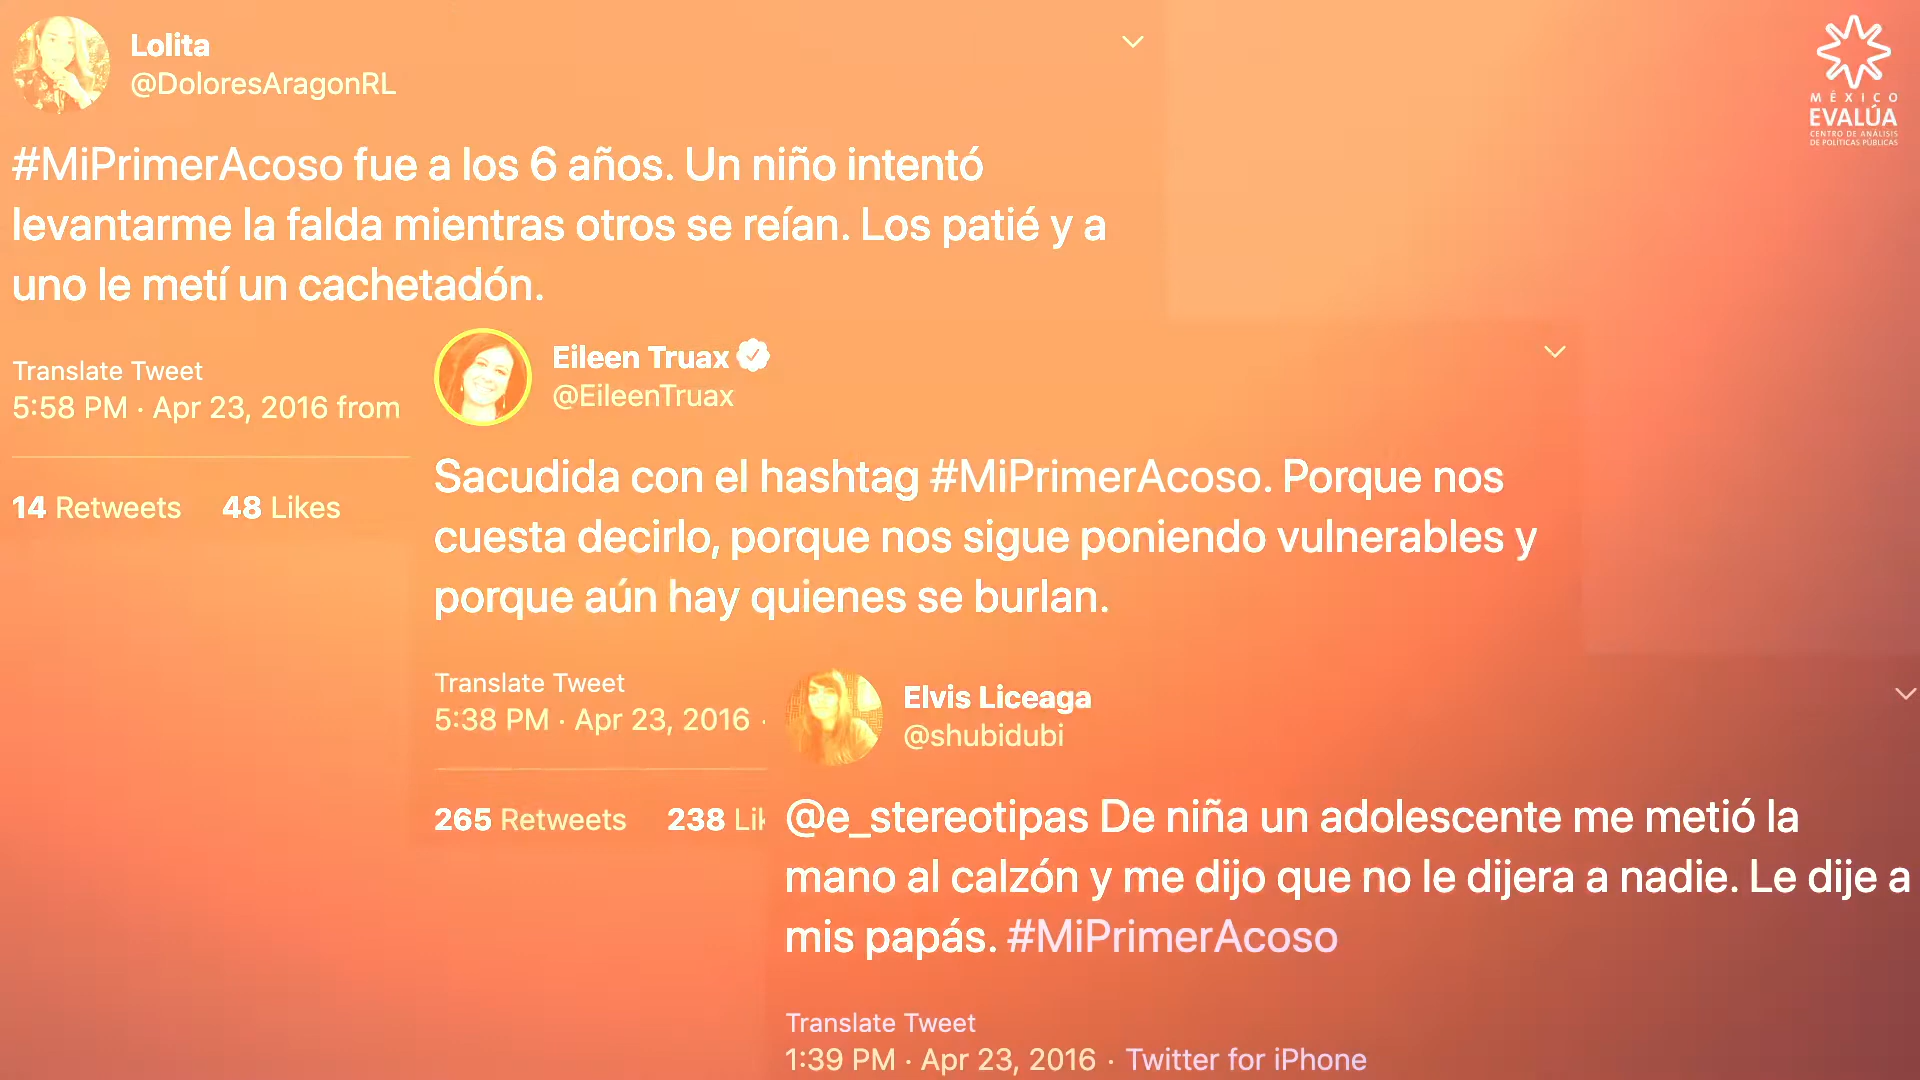 Lolita
@DoloresAragonRL
#MiPrimerAcoso fue a los 6 años. Un niño intentó
levantarme la falda mientras otros se reían. Los patié y a
uno le metí un cachetadón.
Translate Tweet
5:58 PM · Apr 23, 2016 from
14 Retweets 48 Likes
Eileen Truax
@EileenTruax
Sacudida con el hashtag #MiPrimerAcoso. Porque nos
cuesta decirlo, porque nos sigue poniendo vulnerables y
porque aún hay quienes se burlan.
Translate Tweet
5:38 PM · Apr 23, 2016 ·
265 Retweets 238 Lik
Elvis Liceaga
@shubidubi
@e_stereotipas De niña un adolescente me metió la
mano al calzón y me dijo que no le dijera a nadie. Le dije a
mis papás. #MiPrimerAcoso
Translate Tweet
1:39 PM · Apr 23, 2016 · Twitter for iPhone
MÉXICO
EVALÚA
CENTRO DE ANÁLISIS
DE POLÍTICAS PÚBLICAS